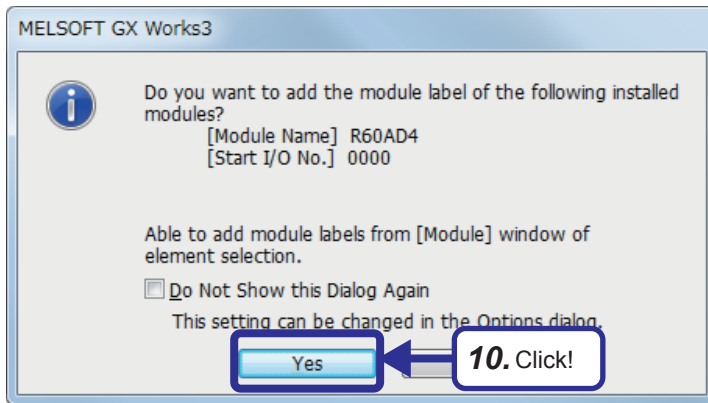 MELSOFT GX Works3
Do you want to add the module label of the following installed
modules?
[Module Name] R60AD4
[Start I/O No.] 0000
Able to add module labels from [Module] window of
element selection.
Do Not Show this Dialog Again
This setting can be changed in the Options dialog.
Yes
10. Click!